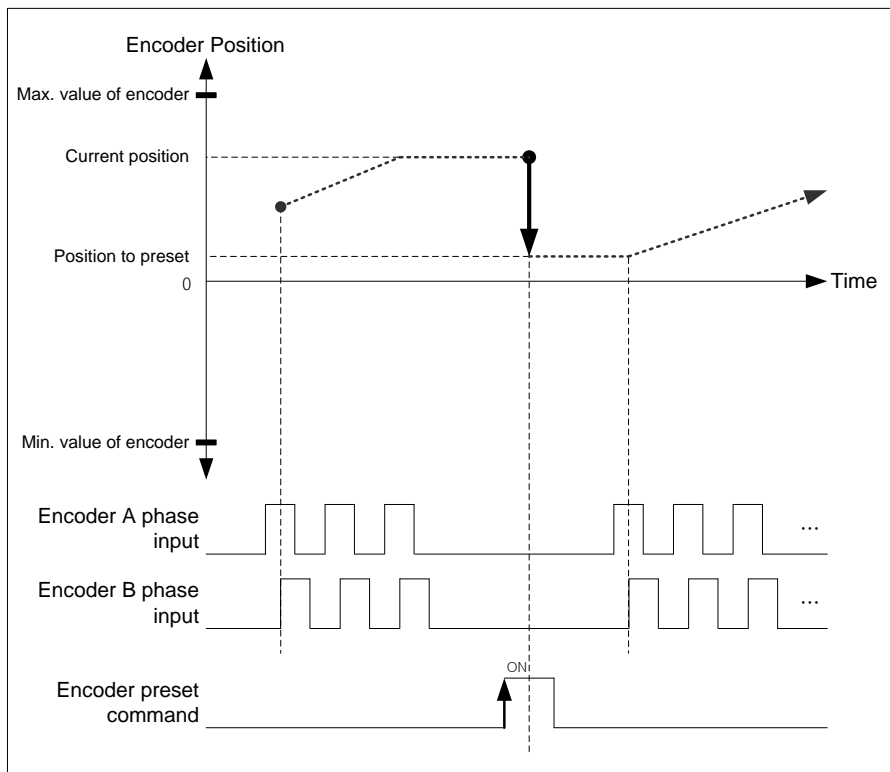 Encoder Position
Max. value of encoder
Current position
Position to preset
0
Time
Min. value of encoder
Encoder A phase
input
...
Encoder B phase
input
...
ON
Encoder preset
command